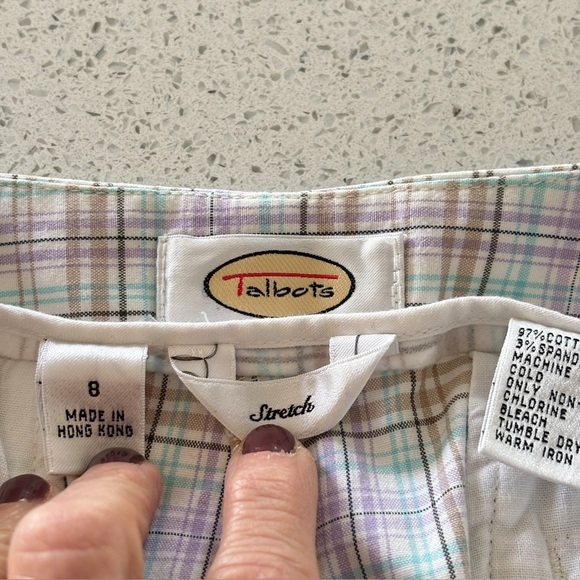 Talbots
8
MADE IN
HONG KONG
Stretch
97% COTT
3% SPAND
MACHINE
COLD
ONLY NON-
CHLORINE
BLEACH
TUMBLE DRY
WARM IRON